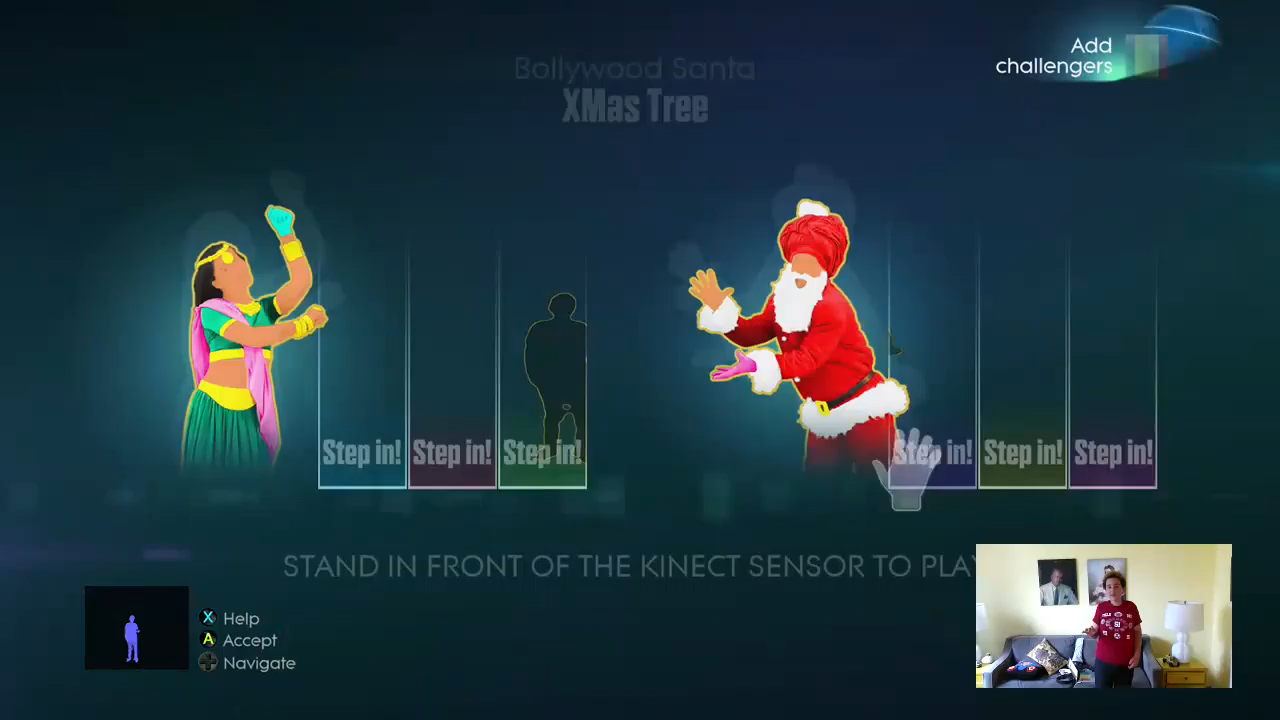 Add
challengers
Bollywood Santa
XMas Tree
Step in!
Step in!
Step in!
Step in!
Step in!
Step in!
STAND IN FRONT OF THE KINECT SENSOR TO PLAY
X Help
A Accept
Navigate